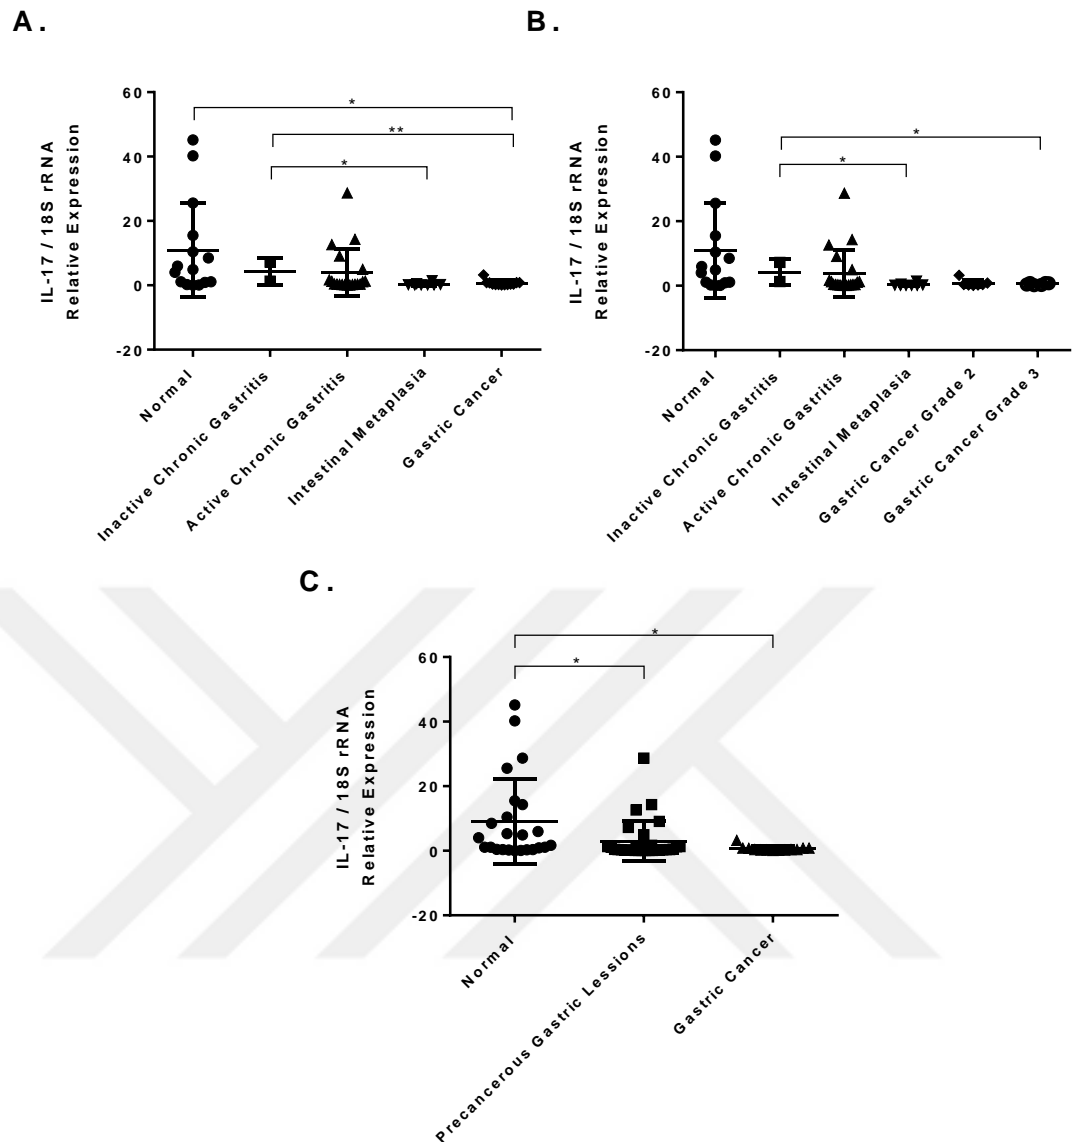 A.
IL-17 / 18S rRNA
Relative Expression
60
40
20
0
-20
*
**
*
Normal
Inactive Chronic Gastritis
Active Chronic Gastritis
Intestinal Metaplasia
Gastric Cancer
B.
IL-17 / 18S rRNA
Relative Expression
60
40
20
0
-20
*
*
Normal
Inactive Chronic Gastritis
Active Chronic Gastritis
Intestinal Metaplasia
Gastric Cancer Grade 2
Gastric Cancer Grade 3
C.
IL-17 / 18S rRNA
Relative Expression
60
40
20
0
-20
*
*
Normal
Precancerous Gastric Lessions
Gastric Cancer